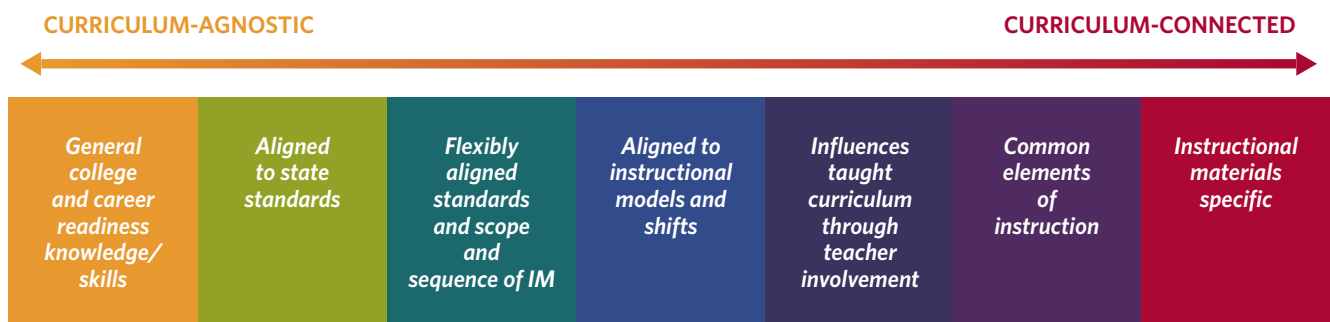 CURRICULUM-AGNOSTIC
CURRICULUM-CONNECTED
General
college
and career
readiness
knowledge/
skills
Aligned
to state
standards
Flexibly
aligned
standards
and scope
and
sequence of IM
Aligned to
instructional
models and
shifts
Influences
taught
curriculum
through
teacher
involvement
Common
elements
of
instruction
Instructional
materials
specific